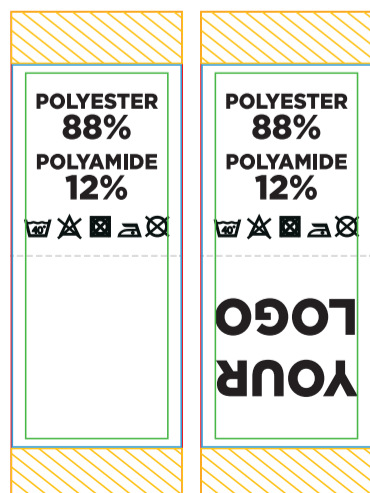 POLYESTER
88%
POLYAMIDE
12%
40°
POLYESTER
88%
POLYAMIDE
12%
40°
YOUR
LOGO